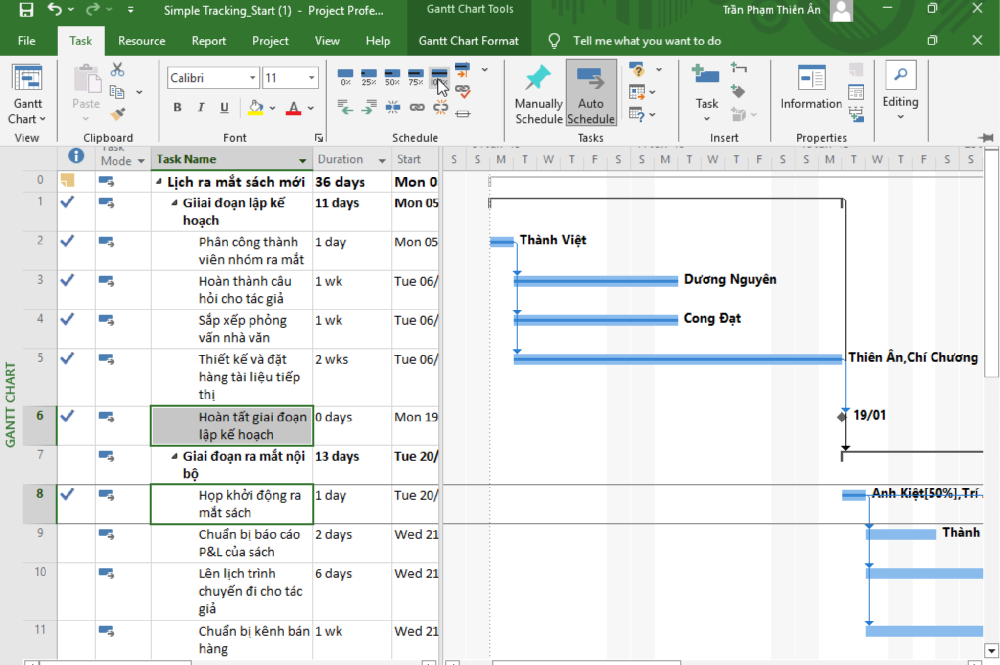 Simple Tracking_Start (1) - Project Profe...
Gantt Chart Tools
Trần Phạm Thiên Ân
File Task Resource Report Project View Help Gantt Chart Format Tell me what you want to do
Gantt Chart
View
Paste
Clipboard
Calibri 11
B I U A
Font
0% 25% 50% 75%
Schedule
Manually Schedule
Auto Schedule
Tasks
Task
Insert
Information
Properties
Editing
Task Mode Task Name Duration Start
S S M T W T F S S M T W T F S S M T W T F S S
GANTT CHART
0 Lịch ra mắt sách mới 36 days Mon 0
1 Giiai đoạn lập kế 11 days Mon 05
hoạch
2 Phân công thành 1 day Mon 05
viên nhóm ra mắt
Thành Việt
3 Hoàn thành câu 1 wk Tue 06/
hỏi cho tác giả
Dương Nguyên
4 Sắp xếp phỏng 1 wk Tue 06/
vấn nhà văn
Cong Đạt
5 Thiết kế và đặt 2 wks Tue 06/
hàng tài liệu tiếp
thị
Thiên Ân,Chí Chương
6 Hoàn tất giai đoạn 0 days Mon 19
lập kế hoạch
19/01
7 Giai đoạn ra mắt nội 13 days Tue 20/
bộ
8 Họp khởi động ra 1 day Tue 20/
mắt sách
Anh Kiệt[50%],Trí
9 Chuẩn bị báo cáo 2 days Wed 21
P&L của sách
Thành
10 Lên lịch trình 6 days Wed 21
chuyến đi cho tác
giả
11 Chuẩn bị kênh bán 1 wk Wed 21
hàng